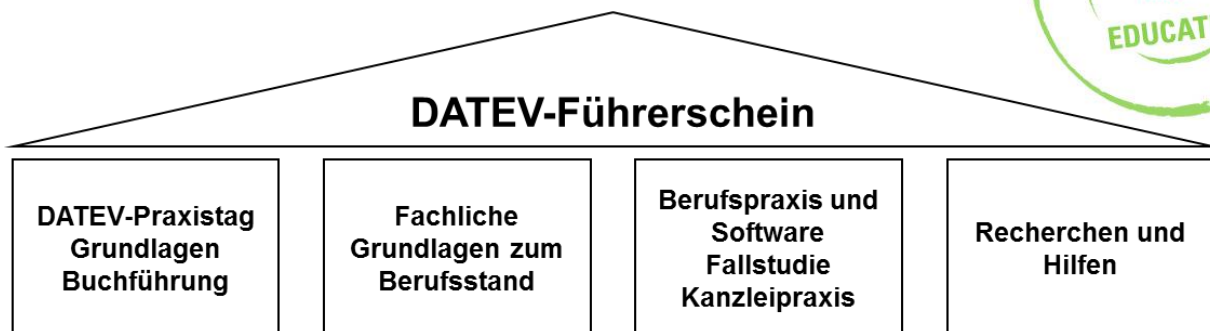 EDUCAT
DATEV-Führerschein
DATEV-Praxistag
Grundlagen
Buchführung
Fachliche
Grundlagen zum
Berufsstand
Berufspraxis und
Software
Fallstudie
Kanzleipraxis
Recherchen und
Hilfen